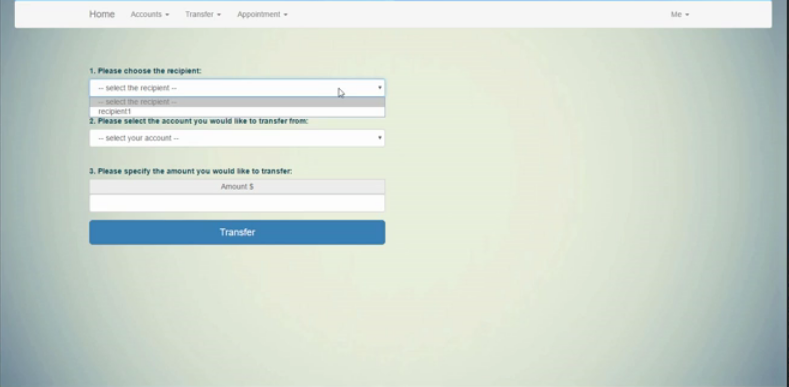 Home Accounts Transfer Appointment Me
1. Please choose the recipient:
-- select the recipient --
-- select the recipient --
recipient1
2. Please select the account you would like to transfer from:
-- select your account --
3. Please specify the amount you would like to transfer:
Amount $
Transfer